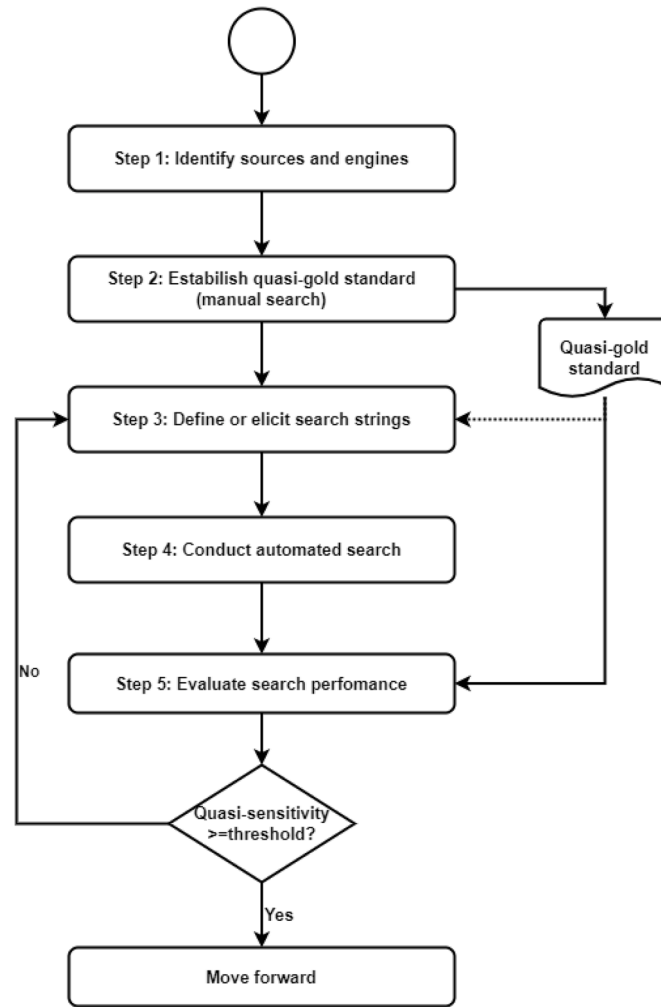 Step 1: Identify sources and engines
Step 2: Estabilish quasi-gold standard
(manual search)
Quasi-gold
standard
Step 3: Define or elicit search strings
Step 4: Conduct automated search
Step 5: Evaluate search perfomance
No
Quasi-sensitivity
>=threshold?
Yes
Move forward